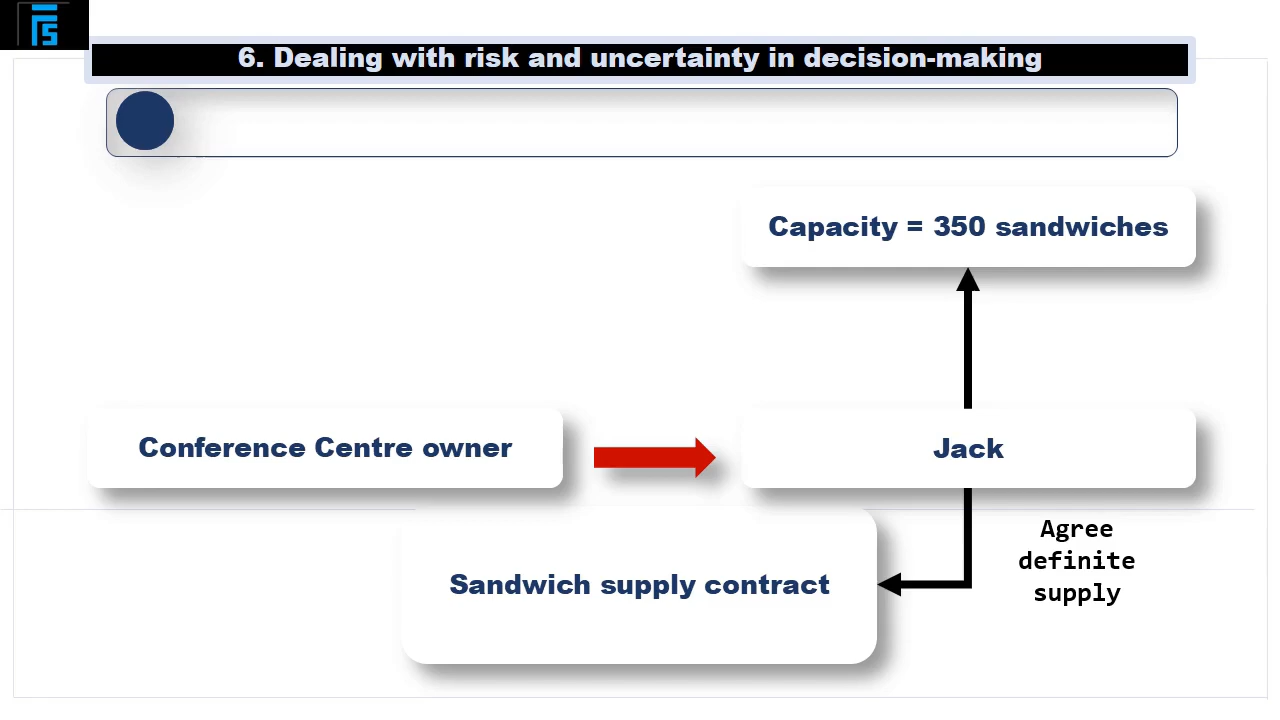 6. Dealing with risk and uncertainty in decision-making
Capacity = 350 sandwiches
Conference Centre owner
Jack
Agree
definite
supply
Sandwich supply contract